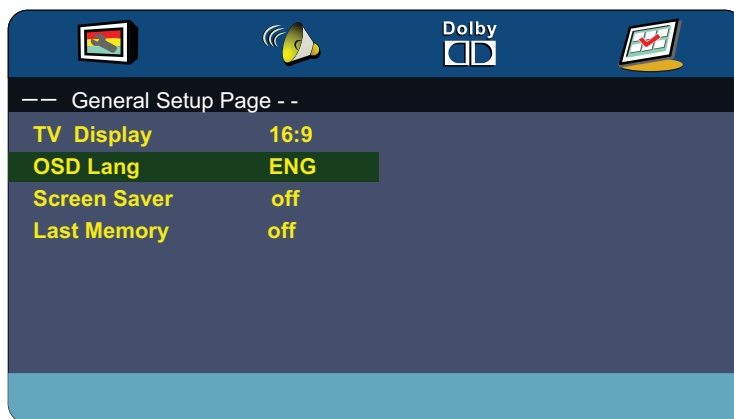 Dolby
—— General Setup Page - -
TV Display 16:9
OSD Lang ENG
Screen Saver off
Last Memory off